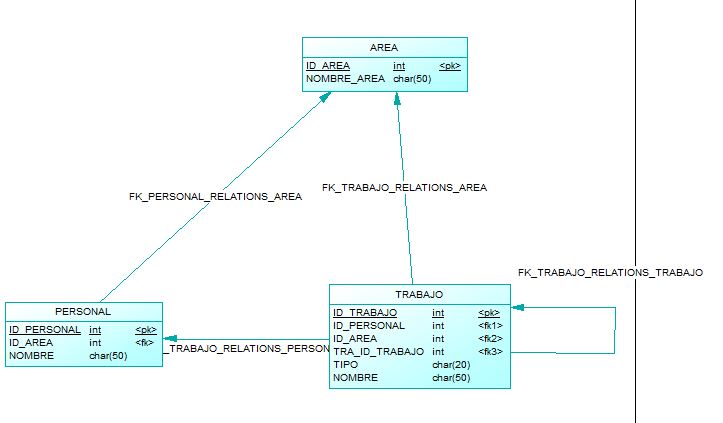 AREA
ID_AREA int <pk>
NOMBRE_AREA char(50)
FK_PERSONAL_RELATIONS_AREA
FK_TRABAJO_RELATIONS_AREA
FK_TRABAJO_RELATIONS_TRABAJO
PERSONAL
ID_PERSONAL int <pk>
ID_AREA int <fk>
NOMBRE char(50)
_TRABAJO_RELATIONS_PERSON
TRABAJO
ID_TRABAJO int <pk>
ID_PERSONAL int <fk1>
ID_AREA int <fk2>
TRA_ID_TRABAJO int <fk3>
TIPO char(20)
NOMBRE char(50)